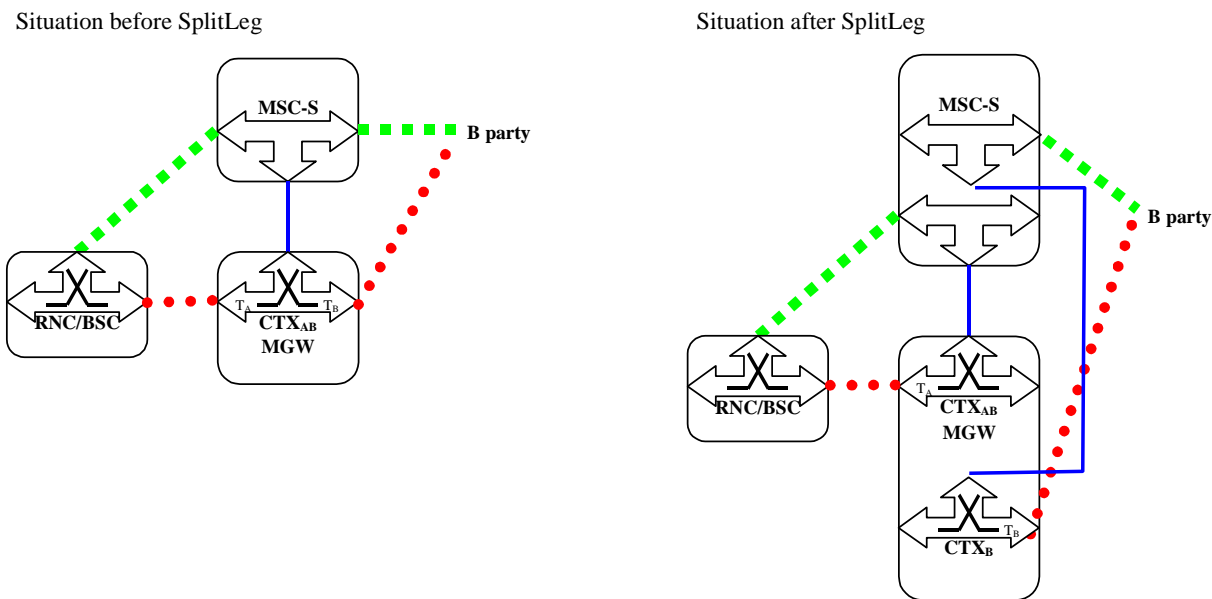 Situation before SplitLeg
MSC-S
B party
RNC/BSC
TA TB
CTXAB
MGW
Situation after SplitLeg
MSC-S
B party
RNC/BSC
TA
CTXAB
MGW
TB
CTXB